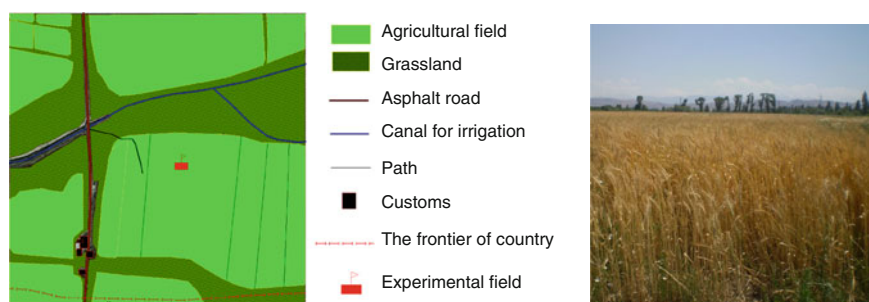 Agricultural field
Grassland
Asphalt road
Canal for irrigation
Path
Customs
The frontier of country
Experimental field